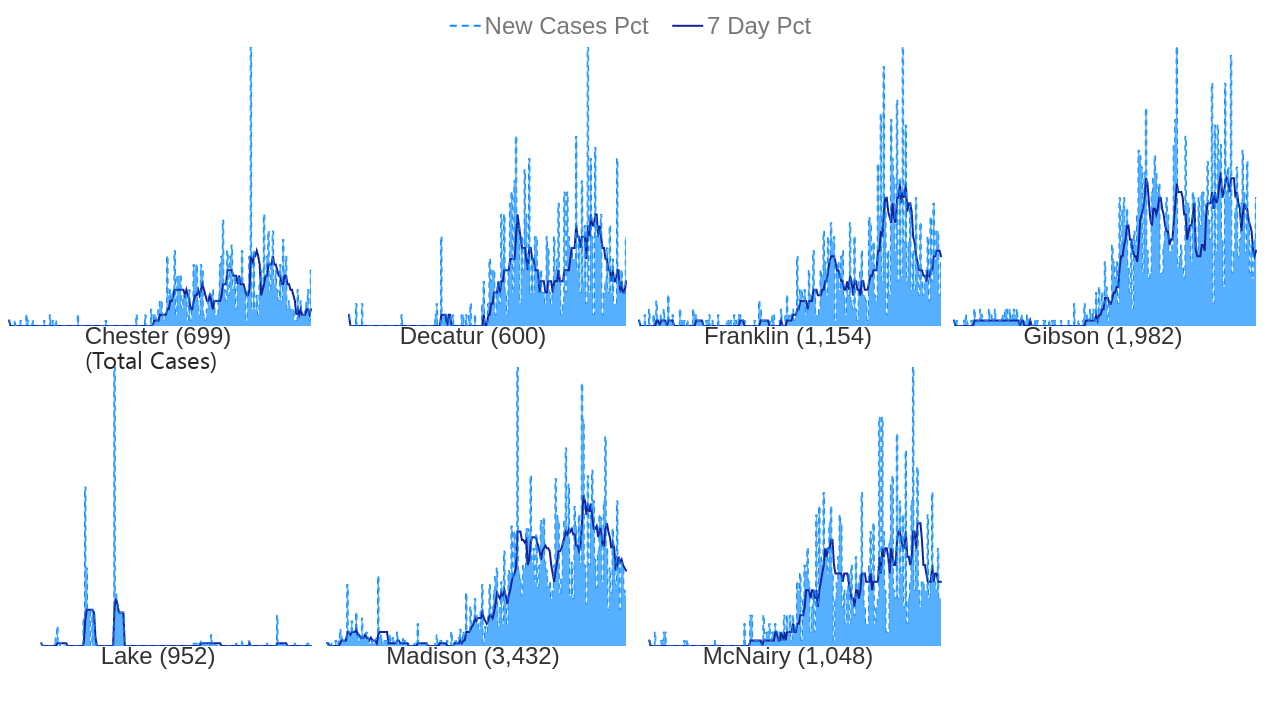 New Cases Pct 7 Day Pct
Chester (699) Decatur (600) Franklin (1,154) Gibson (1,982)
(Total Cases)
Lake (952) Madison (3,432) McNairy (1,048)